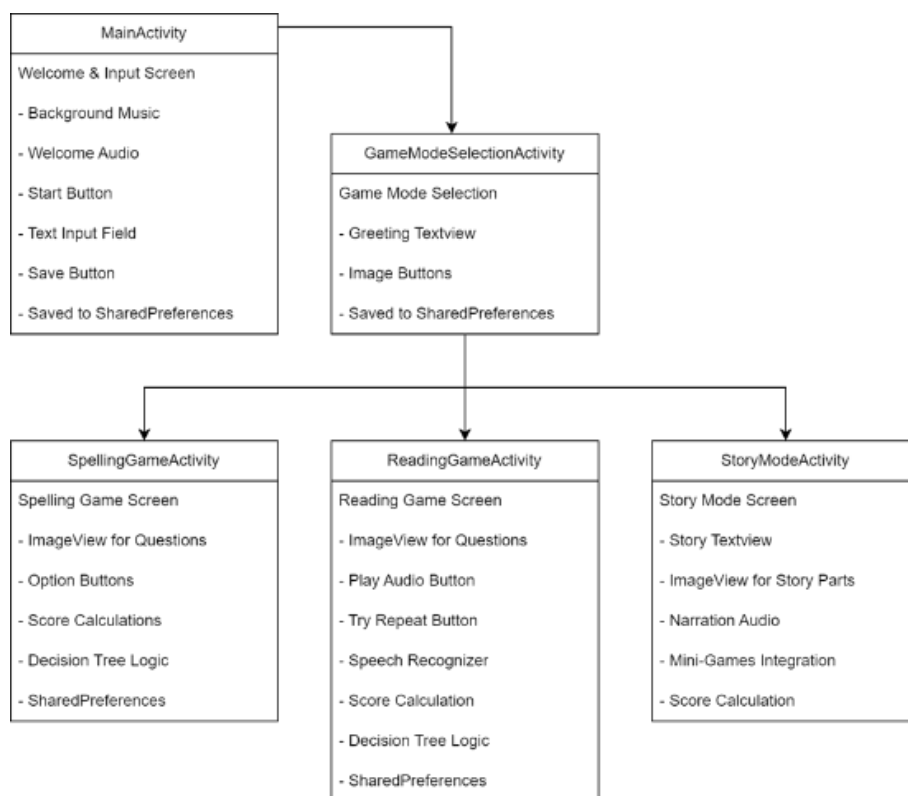 MainActivity
Welcome & Input Screen
- Background Music
- Welcome Audio
- Start Button
- Text Input Field
- Save Button
- Saved to SharedPreferences
GameModeSelectionActivity
Game Mode Selection
- Greeting Textview
- Image Buttons
- Saved to SharedPreferences
SpellingGameActivity
Spelling Game Screen
- ImageView for Questions
- Option Buttons
- Score Calculations
- Decision Tree Logic
- SharedPreferences
ReadingGameActivity
Reading Game Screen
- ImageView for Questions
- Play Audio Button
- Try Repeat Button
- Speech Recognizer
- Score Calculation
- Decision Tree Logic
- SharedPreferences
StoryModeActivity
Story Mode Screen
- Story Textview
- ImageView for Story Parts
- Narration Audio
- Mini-Games Integration
- Score Calculation